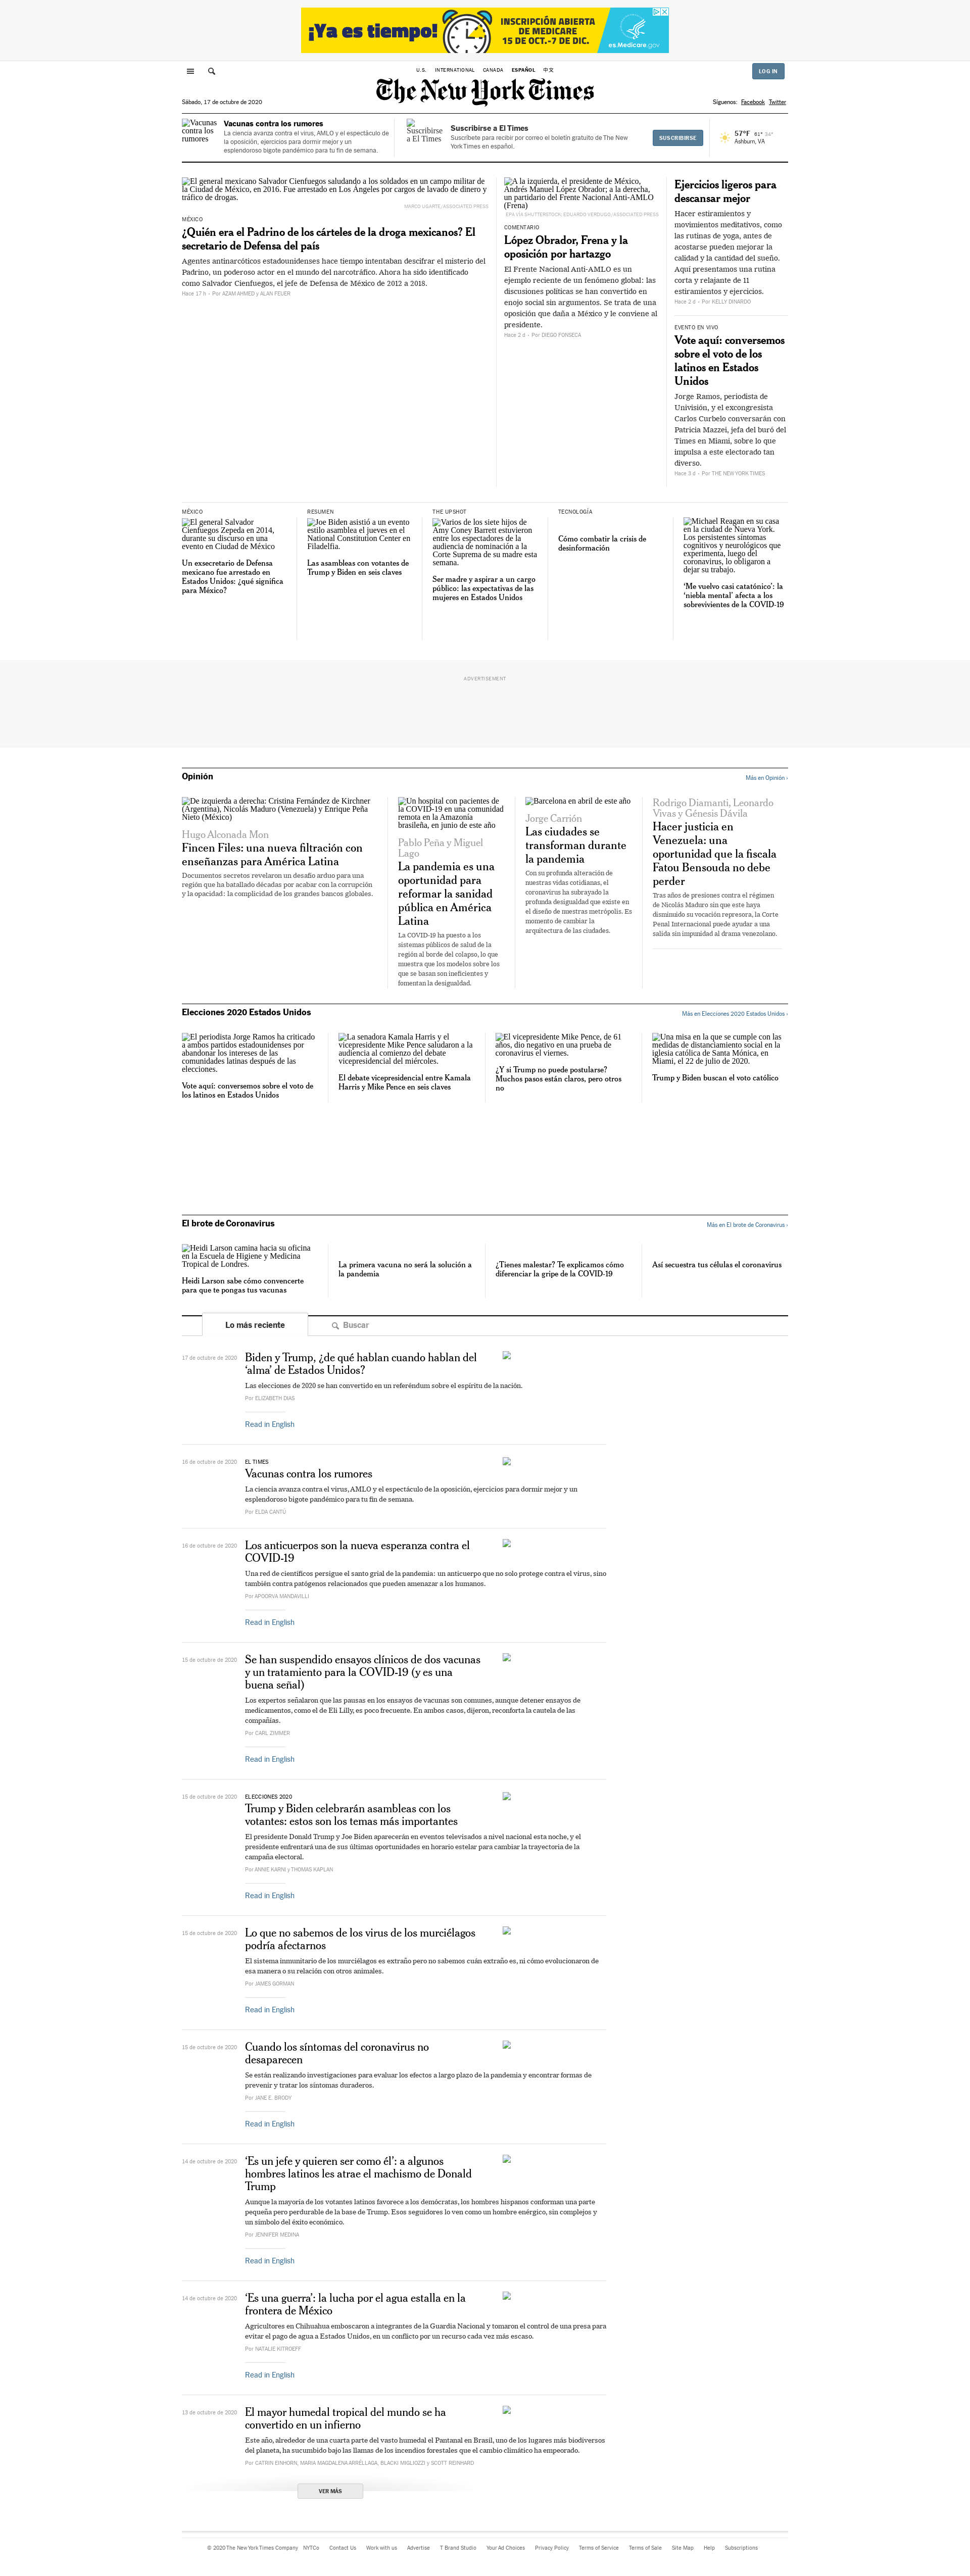 ¡Ya es tiempo!
INSCRIPCIÓN ABIERTA
15 DE OCT.-7 DE DIC.
es.Medicare.gov
U.S. INTERNATIONAL CANADA ESPAÑOL 中文
LOG IN
The New York Times
Sábado, 17 de octubre de 2020
Síguenos: Facebook Twitter
Vacunas contra los rumores
Vacunas contra los rumores
La ciencia avanza contra el virus, AMLO y el espectáculo de
la oposición, ejercicios para dormir mejor y un
esplendoroso bigote pandémico para tu fin de semana.
Suscribirse a El Times
Suscribirse a El Times
Suscríbete para recibir por correo el boletín gratuito de The New
York Times en español.
SUSCRIBIRSE
57°F 61° 34°
Ashburn, VA
El general mexicano Salvador Cienfuegos saludando a los soldados en un campo militar de
la Ciudad de México, en 2016. Fue arrestado en Los Ángeles por cargos de lavado de dinero y
tráfico de drogas.
MARCO UGARTE/ASSOCIATED PRESS
MÉXICO
¿Quién era el Padrino de los cárteles de la droga mexicanos? El
secretario de Defensa del país
Agentes antinarcóticos estadounidenses hace tiempo intentaban descifrar el misterio del
Padrino, un poderoso actor en el mundo del narcotráfico. Ahora ha sido identificado
como Salvador Cienfuegos, el jefe de Defensa de México de 2012 a 2018.
Hace 17 h - Por AZAM AHMED y ALAN FEUER
A la izquierda, el presidente de México,
Andrés Manuel López Obrador; a la derecha,
un partidario del Frente Nacional Anti-AMLO
(Frena)
EPA VÍA SHUTTERSTOCK; EDUARDO VERDUGO/ASSOCIATED PRESS
COMENTARIO
López Obrador, Frena y la
oposición por hartazgo
El Frente Nacional Anti-AMLO es un
ejemplo reciente de un fenómeno global: las
discusiones políticas se han convertido en
enojo social sin argumentos. Se trata de una
oposición que daña a México y le conviene al
presidente.
Hace 2 d - Por DIEGO FONSECA
Ejercicios ligeros para
descansar mejor
Hacer estiramientos y
movimientos meditativos, como
las rutinas de yoga, antes de
acostarse pueden mejorar la
calidad y la cantidad del sueño.
Aquí presentamos una rutina
corta y relajante de 11
estiramientos y ejercicios.
Hace 2 d - Por KELLY DINARDO
EVENTO EN VIVO
Vote aquí: conversemos
sobre el voto de los
latinos en Estados
Unidos
Jorge Ramos, periodista de
Univisión, y el excongresista
Carlos Curbelo conversarán con
Patricia Mazzei, jefa del buró del
Times en Miami, sobre lo que
impulsa a este electorado tan
diverso.
Hace 3 d - Por THE NEW YORK TIMES
MÉXICO
El general Salvador
Cienfuegos Zepeda en 2014,
durante su discurso en una
evento en Ciudad de México
Un exsecretario de Defensa
mexicano fue arrestado en
Estados Unidos: ¿qué significa
para México?
RESUMEN
Joe Biden asistió a un evento
estilo asamblea el jueves en el
National Constitution Center en
Filadelfia.
Las asambleas con votantes de
Trump y Biden en seis claves
THE UPSHOT
Varios de los siete hijos de
Amy Coney Barrett estuvieron
entre los espectadores de la
audiencia de nominación a la
Corte Suprema de su madre esta
semana.
Ser madre y aspirar a un cargo
público: las expectativas de las
mujeres en Estados Unidos
TECNOLOGÍA
Cómo combatir la crisis de
desinformación
Michael Reagan en su casa
en la ciudad de Nueva York.
Los persistentes síntomas
cognitivos y neurológicos que
experimenta, luego del
coronavirus, lo obligaron a
dejar su trabajo.
‘Me vuelvo casi catatónico’: la
‘niebla mental’ afecta a los
sobrevivientes de la COVID-19
ADVERTISEMENT
Opinión
Más en Opinión ›
De izquierda a derecha: Cristina Fernández de Kirchner
(Argentina), Nicolás Maduro (Venezuela) y Enrique Peña
Nieto (México)
Hugo Alconada Mon
Fincen Files: una nueva filtración con
enseñanzas para América Latina
Documentos secretos revelaron un desafío arduo para una
región que ha batallado décadas por acabar con la corrupción
y la opacidad: la complicidad de los grandes bancos globales.
Un hospital con pacientes de
la COVID-19 en una comunidad
remota en la Amazonía
brasileña, en junio de este año
Pablo Peña y Miguel
Lago
La pandemia es una
oportunidad para
reformar la sanidad
pública en América
Latina
La COVID-19 ha puesto a los
sistemas públicos de salud de la
región al borde del colapso, lo que
muestra que los modelos sobre los
que se basan son ineficientes y
fomentan la desigualdad.
Barcelona en abril de este año
Jorge Carrión
Las ciudades se
transforman durante
la pandemia
Con su profunda alteración de
nuestras vidas cotidianas, el
coronavirus ha subrayado la
profunda desigualdad que existe en
el diseño de nuestras metrópolis. Es
momento de cambiar la
arquitectura de las ciudades.
Rodrigo Diamanti, Leonardo
Vivas y Génesis Dávila
Hacer justicia en
Venezuela: una
oportunidad que la fiscala
Fatou Bensouda no debe
perder
Tras años de presiones contra el régimen
de Nicolás Maduro sin que este haya
disminuido su vocación represora, la Corte
Penal Internacional puede ayudar a una
salida sin impunidad al drama venezolano.
Elecciones 2020 Estados Unidos
Más en Elecciones 2020 Estados Unidos ›
El periodista Jorge Ramos ha criticado
a ambos partidos estadounidenses por
abandonar los intereses de las
comunidades latinas después de las
elecciones.
Vote aquí: conversemos sobre el voto de
los latinos en Estados Unidos
La senadora Kamala Harris y el
vicepresidente Mike Pence saludaron a la
audiencia al comienzo del debate
vicepresidencial del miércoles.
El debate vicepresidencial entre Kamala
Harris y Mike Pence en seis claves
El vicepresidente Mike Pence, de 61
años, dio negativo en una prueba de
coronavirus el viernes.
¿Y si Trump no puede postularse?
Muchos pasos están claros, pero otros
no
Una misa en la que se cumple con las
medidas de distanciamiento social en la
iglesia católica de Santa Mónica, en
Miami, el 22 de julio de 2020.
Trump y Biden buscan el voto católico
El brote de Coronavirus
Más en El brote de Coronavirus ›
Heidi Larson camina hacia su oficina
en la Escuela de Higiene y Medicina
Tropical de Londres.
Heidi Larson sabe cómo convencerte
para que te pongas tus vacunas
La primera vacuna no será la solución a
la pandemia
¿Tienes malestar? Te explicamos cómo
diferenciar la gripe de la COVID-19
Así secuestra tus células el coronavirus
Lo más reciente
Buscar
17 de octubre de 2020
Biden y Trump, ¿de qué hablan cuando hablan del
‘alma’ de Estados Unidos?
Las elecciones de 2020 se han convertido en un referéndum sobre el espíritu de la nación.
Por ELIZABETH DIAS
Read in English
16 de octubre de 2020
EL TIMES
Vacunas contra los rumores
La ciencia avanza contra el virus, AMLO y el espectáculo de la oposición, ejercicios para dormir mejor y un
esplendoroso bigote pandémico para tu fin de semana.
Por ELDA CANTÚ
16 de octubre de 2020
Los anticuerpos son la nueva esperanza contra el
COVID-19
Una red de científicos persigue el santo grial de la pandemia: un anticuerpo que no solo protege contra el virus, sino
también contra patógenos relacionados que pueden amenazar a los humanos.
Por APOORVA MANDAVILLI
Read in English
15 de octubre de 2020
Se han suspendido ensayos clínicos de dos vacunas
y un tratamiento para la COVID-19 (y es una
buena señal)
Los expertos señalaron que las pausas en los ensayos de vacunas son comunes, aunque detener ensayos de
medicamentos, como el de Eli Lilly, es poco frecuente. En ambos casos, dijeron, reconforta la cautela de las
compañías.
Por CARL ZIMMER
Read in English
15 de octubre de 2020
ELECCIONES 2020
Trump y Biden celebrarán asambleas con los
votantes: estos son los temas más importantes
El presidente Donald Trump y Joe Biden aparecerán en eventos televisados a nivel nacional esta noche, y el
presidente enfrentará una de sus últimas oportunidades en horario estelar para cambiar la trayectoria de la
campaña electoral.
Por ANNIE KARNI y THOMAS KAPLAN
Read in English
15 de octubre de 2020
Lo que no sabemos de los virus de los murciélagos
podría afectarnos
El sistema inmunitario de los murciélagos es extraño pero no sabemos cuán extraño es, ni cómo evolucionaron de
esa manera o su relación con otros animales.
Por JAMES GORMAN
Read in English
15 de octubre de 2020
Cuando los síntomas del coronavirus no
desaparecen
Se están realizando investigaciones para evaluar los efectos a largo plazo de la pandemia y encontrar formas de
prevenir y tratar los síntomas duraderos.
Por JANE E. BRODY
Read in English
14 de octubre de 2020
‘Es un jefe y quieren ser como él’: a algunos
hombres latinos les atrae el machismo de Donald
Trump
Aunque la mayoría de los votantes latinos favorece a los demócratas, los hombres hispanos conforman una parte
pequeña pero perdurable de la base de Trump. Esos seguidores lo ven como un hombre enérgico, sin complejos y
un símbolo del éxito económico.
Por JENNIFER MEDINA
Read in English
14 de octubre de 2020
‘Es una guerra’: la lucha por el agua estalla en la
frontera de México
Agricultores en Chihuahua emboscaron a integrantes de la Guardia Nacional y tomaron el control de una presa para
evitar el pago de agua a Estados Unidos, en un conflicto por un recurso cada vez más escaso.
Por NATALIE KITROEFF
Read in English
13 de octubre de 2020
El mayor humedal tropical del mundo se ha
convertido en un infierno
Este año, alrededor de una cuarta parte del vasto humedal el Pantanal en Brasil, uno de los lugares más biodiversos
del planeta, ha sucumbido bajo las llamas de los incendios forestales que el cambio climático ha empeorado.
Por CATRIN EINHORN, MARIA MAGDALENA ARRÉLLAGA, BLACKI MIGLIOZZI y SCOTT REINHARD
VER MÁS
© 2020 The New York Times Company NYTCo Contact Us Work with us Advertise T Brand Studio Your Ad Choices Privacy Policy Terms of Service Terms of Sale Site Map Help Subscriptions